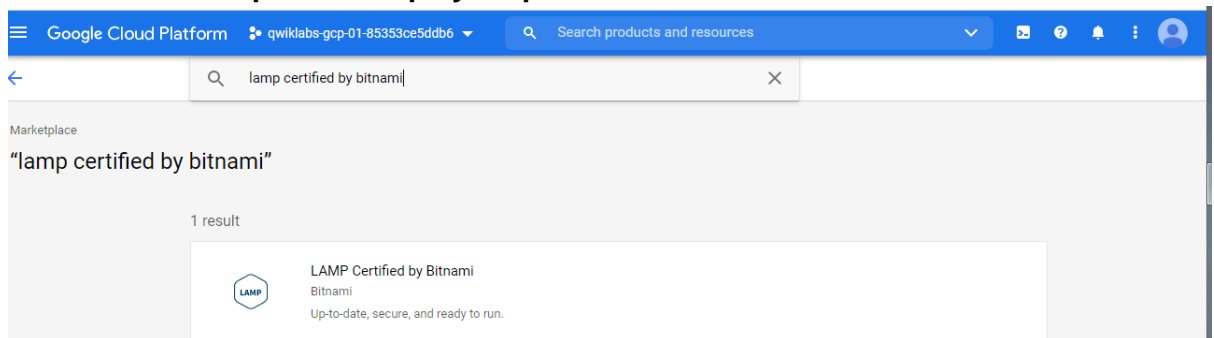 Google Cloud Platform qwiklabs-gcp-01-85353ce5ddb6 Search products and resources
lamp certified by bitnami
Marketplace
“lamp certified by bitnami”
1 result
LAMP Certified by Bitnami
LAMP Bitnami
Up-to-date, secure, and ready to run.